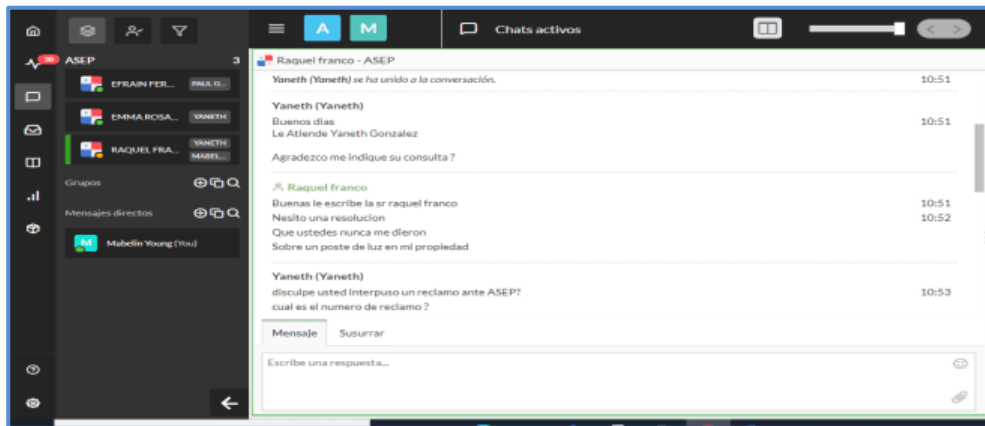 A M Chats activos
30 ASEP 3
EFRAIN FER... PAUL G...
EMMA ROSA... YANETH
RAQUEL FRA... YANETH
MABEL...
Grupos
Mensajes directos
M Mabelin Young (You)
Raquel franco - ASEP
Yaneth (Yaneth) se ha unido a la conversación. 10:51
Yaneth (Yaneth)
Buenos dias 10:51
Le Atiende Yaneth Gonzalez
Agradezco me indique su consulta ?
Raquel franco
Buenas le escribe la sr raquel franco 10:51
Nesito una resolucion 10:52
Que ustedes nunca me dieron
Sobre un poste de luz en mi propiedad
Yaneth (Yaneth)
disculpe usted interpuso un reclamo ante ASEP? 10:53
cual es el numero de reclamo ?
Mensaje Susurrar
Escribe una respuesta...